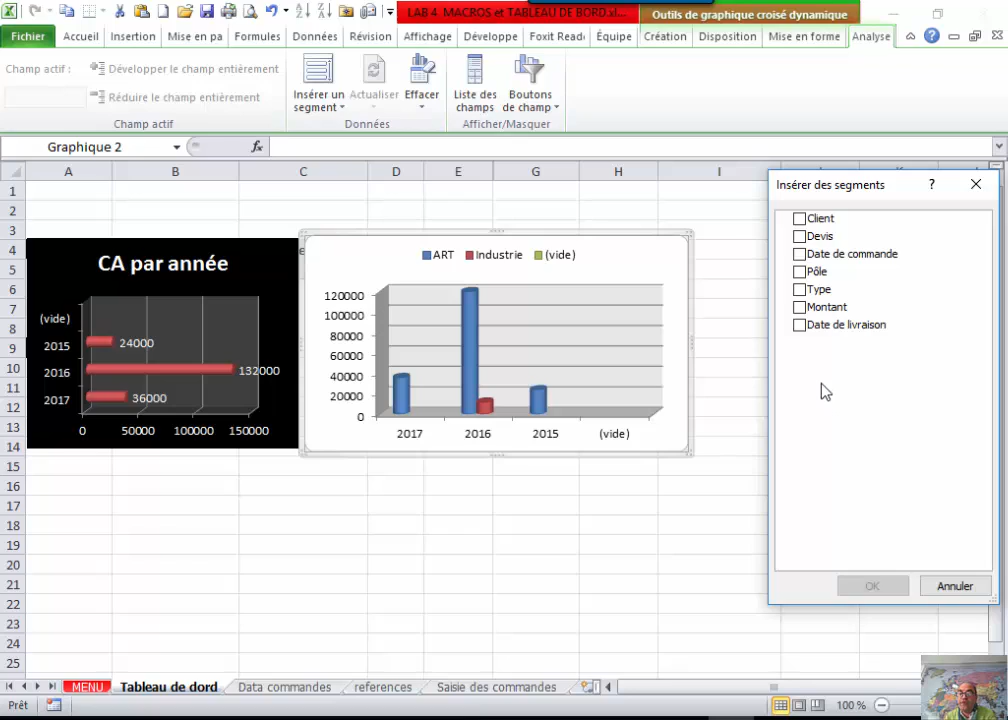 LAB 4. MACROS et TABLEAU DE BORD.xl...
Outils de graphique croisé dynamique
Fichier Accueil Insertion Mise en pa Formules Données Révision Affichage Développe Foxit Read Équipe Création Disposition Mise en forme Analyse
Champ actif :
Développer le champ entièrement
Réduire le champ entièrement
Champ actif
Insérer un segment
Actualiser
Effacer
Données
Liste des champs
Boutons de champ
Afficher/Masquer
Graphique 2
fx
A B C D E G H I
1
2
3
4
5
6
7
8
9
10
11
12
13
14
15
16
17
18
19
20
21
22
23
24
25
CA par année
(vide)
2015 24000
2016 132000
2017 36000
0 50000 100000 150000
ART Industrie (vide)
120000
100000
80000
60000
40000
20000
0
2017 2016 2015 (vide)
Insérer des segments ?
Client
Devis
Date de commande
Pôle
Type
Montant
Date de livraison
OK Annuler
MENU Tableau de dord Data commandes references Saisie des commandes
Prêt
100 %